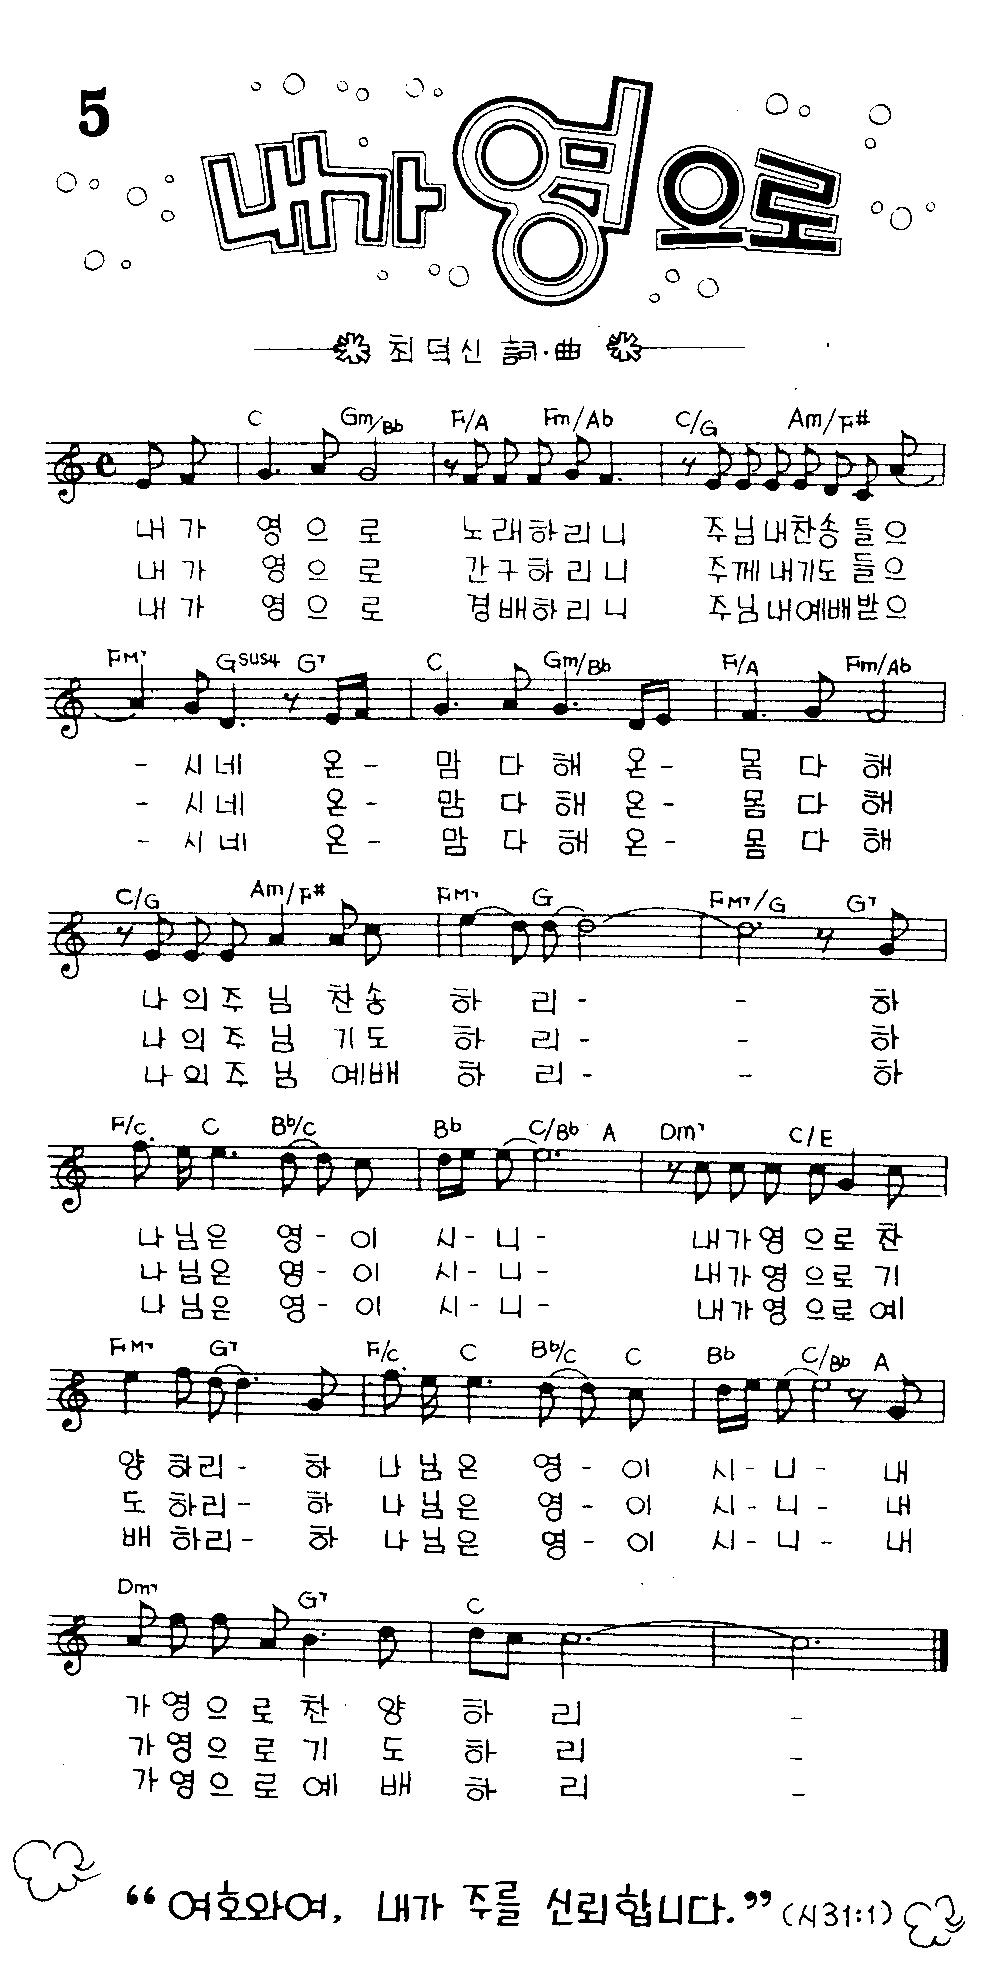 5
내가 영으로
최덕신 詞·曲
C Gm/Bb F/A Fm/Ab C/G Am/F#
내 가 영 으 로 노래하리니 주님내찬송들으
내 가 영 으 로 간구하리니 주께내기도들으
내 가 영 으 로 경배하리니 주님내예배받으
FM7 Gsus4 G7 C Gm/Bb F/A Fm/Ab
- 시네 온- 맘 다 해 온- 몸 다 해
- 시네 온- 맘 다 해 온- 몸 다 해
- 시네 온- 맘 다 해 온- 몸 다 해
C/G Am/F# FM7 G FM7/G G7
나의주 님 찬송 하 리- - 하
나의주 님 기도 하 리- - 하
나의주 님 예배 하 리- - 하
F/C C Bb/C Bb C/Bb A Dm7 C/E
나님은 영- 이 시-니- 내가영으로 찬
나님은 영- 이 시-니- 내가영으로 기
나님은 영- 이 시-니- 내가영으로 예
FM7 G7 F/C C Bb/C C Bb C/Bb A
양 하리- 하 나 님 은 영- 이 시-니- 내
도 하리- 하 나 님 은 영- 이 시-니- 내
배 하리- 하 나 님 은 영- 이 시-니- 내
Dm7 G7 C
가 영 으 로 찬 양 하 리 -
가 영 으 로 기 도 하 리 -
가 영 으 로 예 배 하 리 -
“여호와여, 내가 주를 신뢰합니다.” (시31:1)